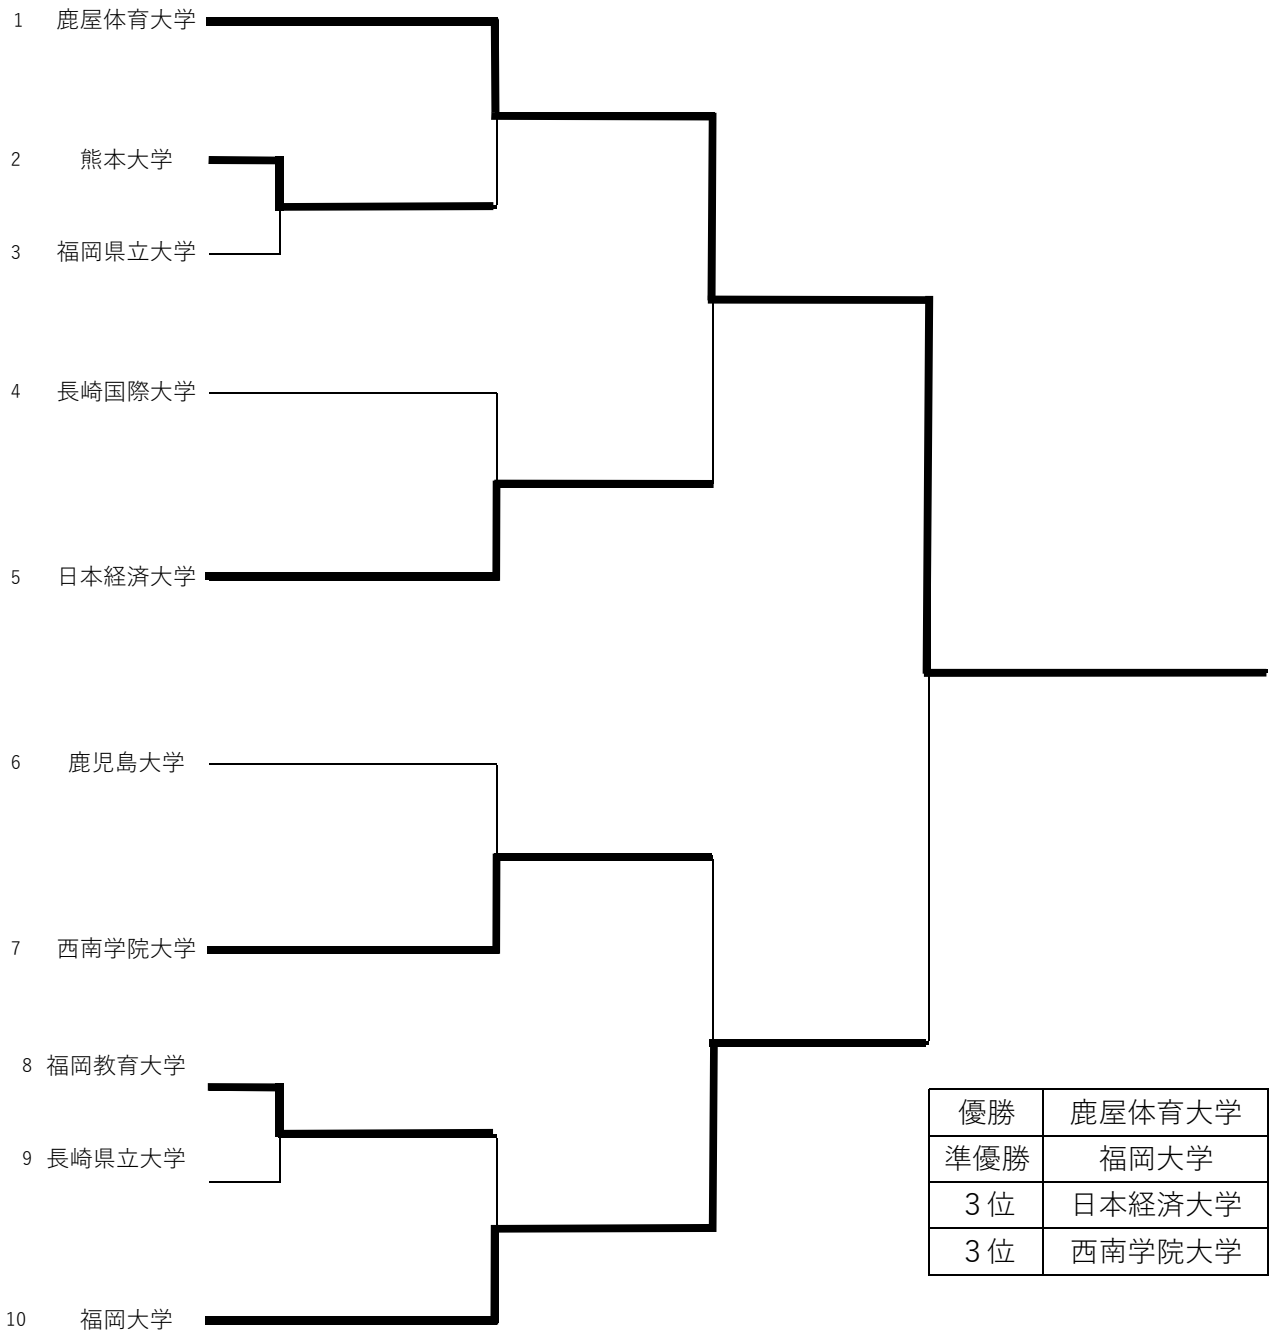 1 鹿屋体育大学
2 熊本大学
3 福岡県立大学
4 長崎国際大学
5 日本経済大学
6 鹿児島大学
7 西南学院大学
8 福岡教育大学
9 長崎県立大学
10 福岡大学
優勝 鹿屋体育大学
準優勝 福岡大学
３位 日本経済大学
３位 西南学院大学